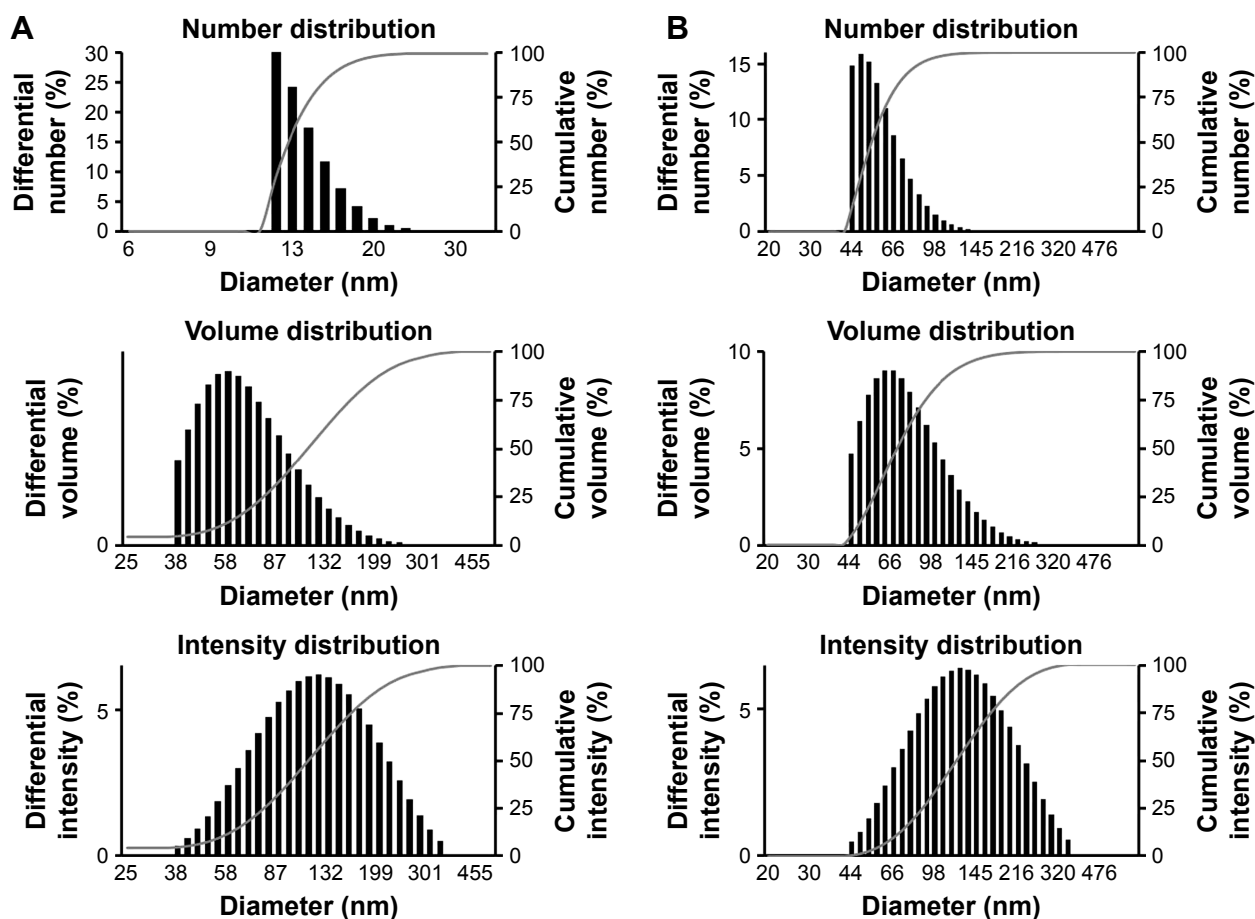 A
Number distribution
Differential
number (%)
30
25
20
15
10
5
0
100
75
50
25
0
Cumulative
number (%)
6 9 13 20 30
Diameter (nm)
Volume distribution
Differential
volume (%)
0
100
75
50
25
0
Cumulative
volume (%)
25 38 58 87 132 199 301 455
Diameter (nm)
Intensity distribution
Differential
intensity (%)
5
0
100
75
50
25
0
Cumulative
intensity (%)
25 38 58 87 132 199 301 455
Diameter (nm)
B
Number distribution
Differential
number (%)
15
10
5
0
100
75
50
25
0
Cumulative
number (%)
20 30 44 66 98 145 216 320 476
Diameter (nm)
Volume distribution
Differential
volume (%)
10
5
0
100
75
50
25
0
Cumulative
volume (%)
20 30 44 66 98 145 216 320 476
Diameter (nm)
Intensity distribution
Differential
intensity (%)
5
0
100
75
50
25
0
Cumulative
intensity (%)
20 30 44 66 98 145 216 320 476
Diameter (nm)